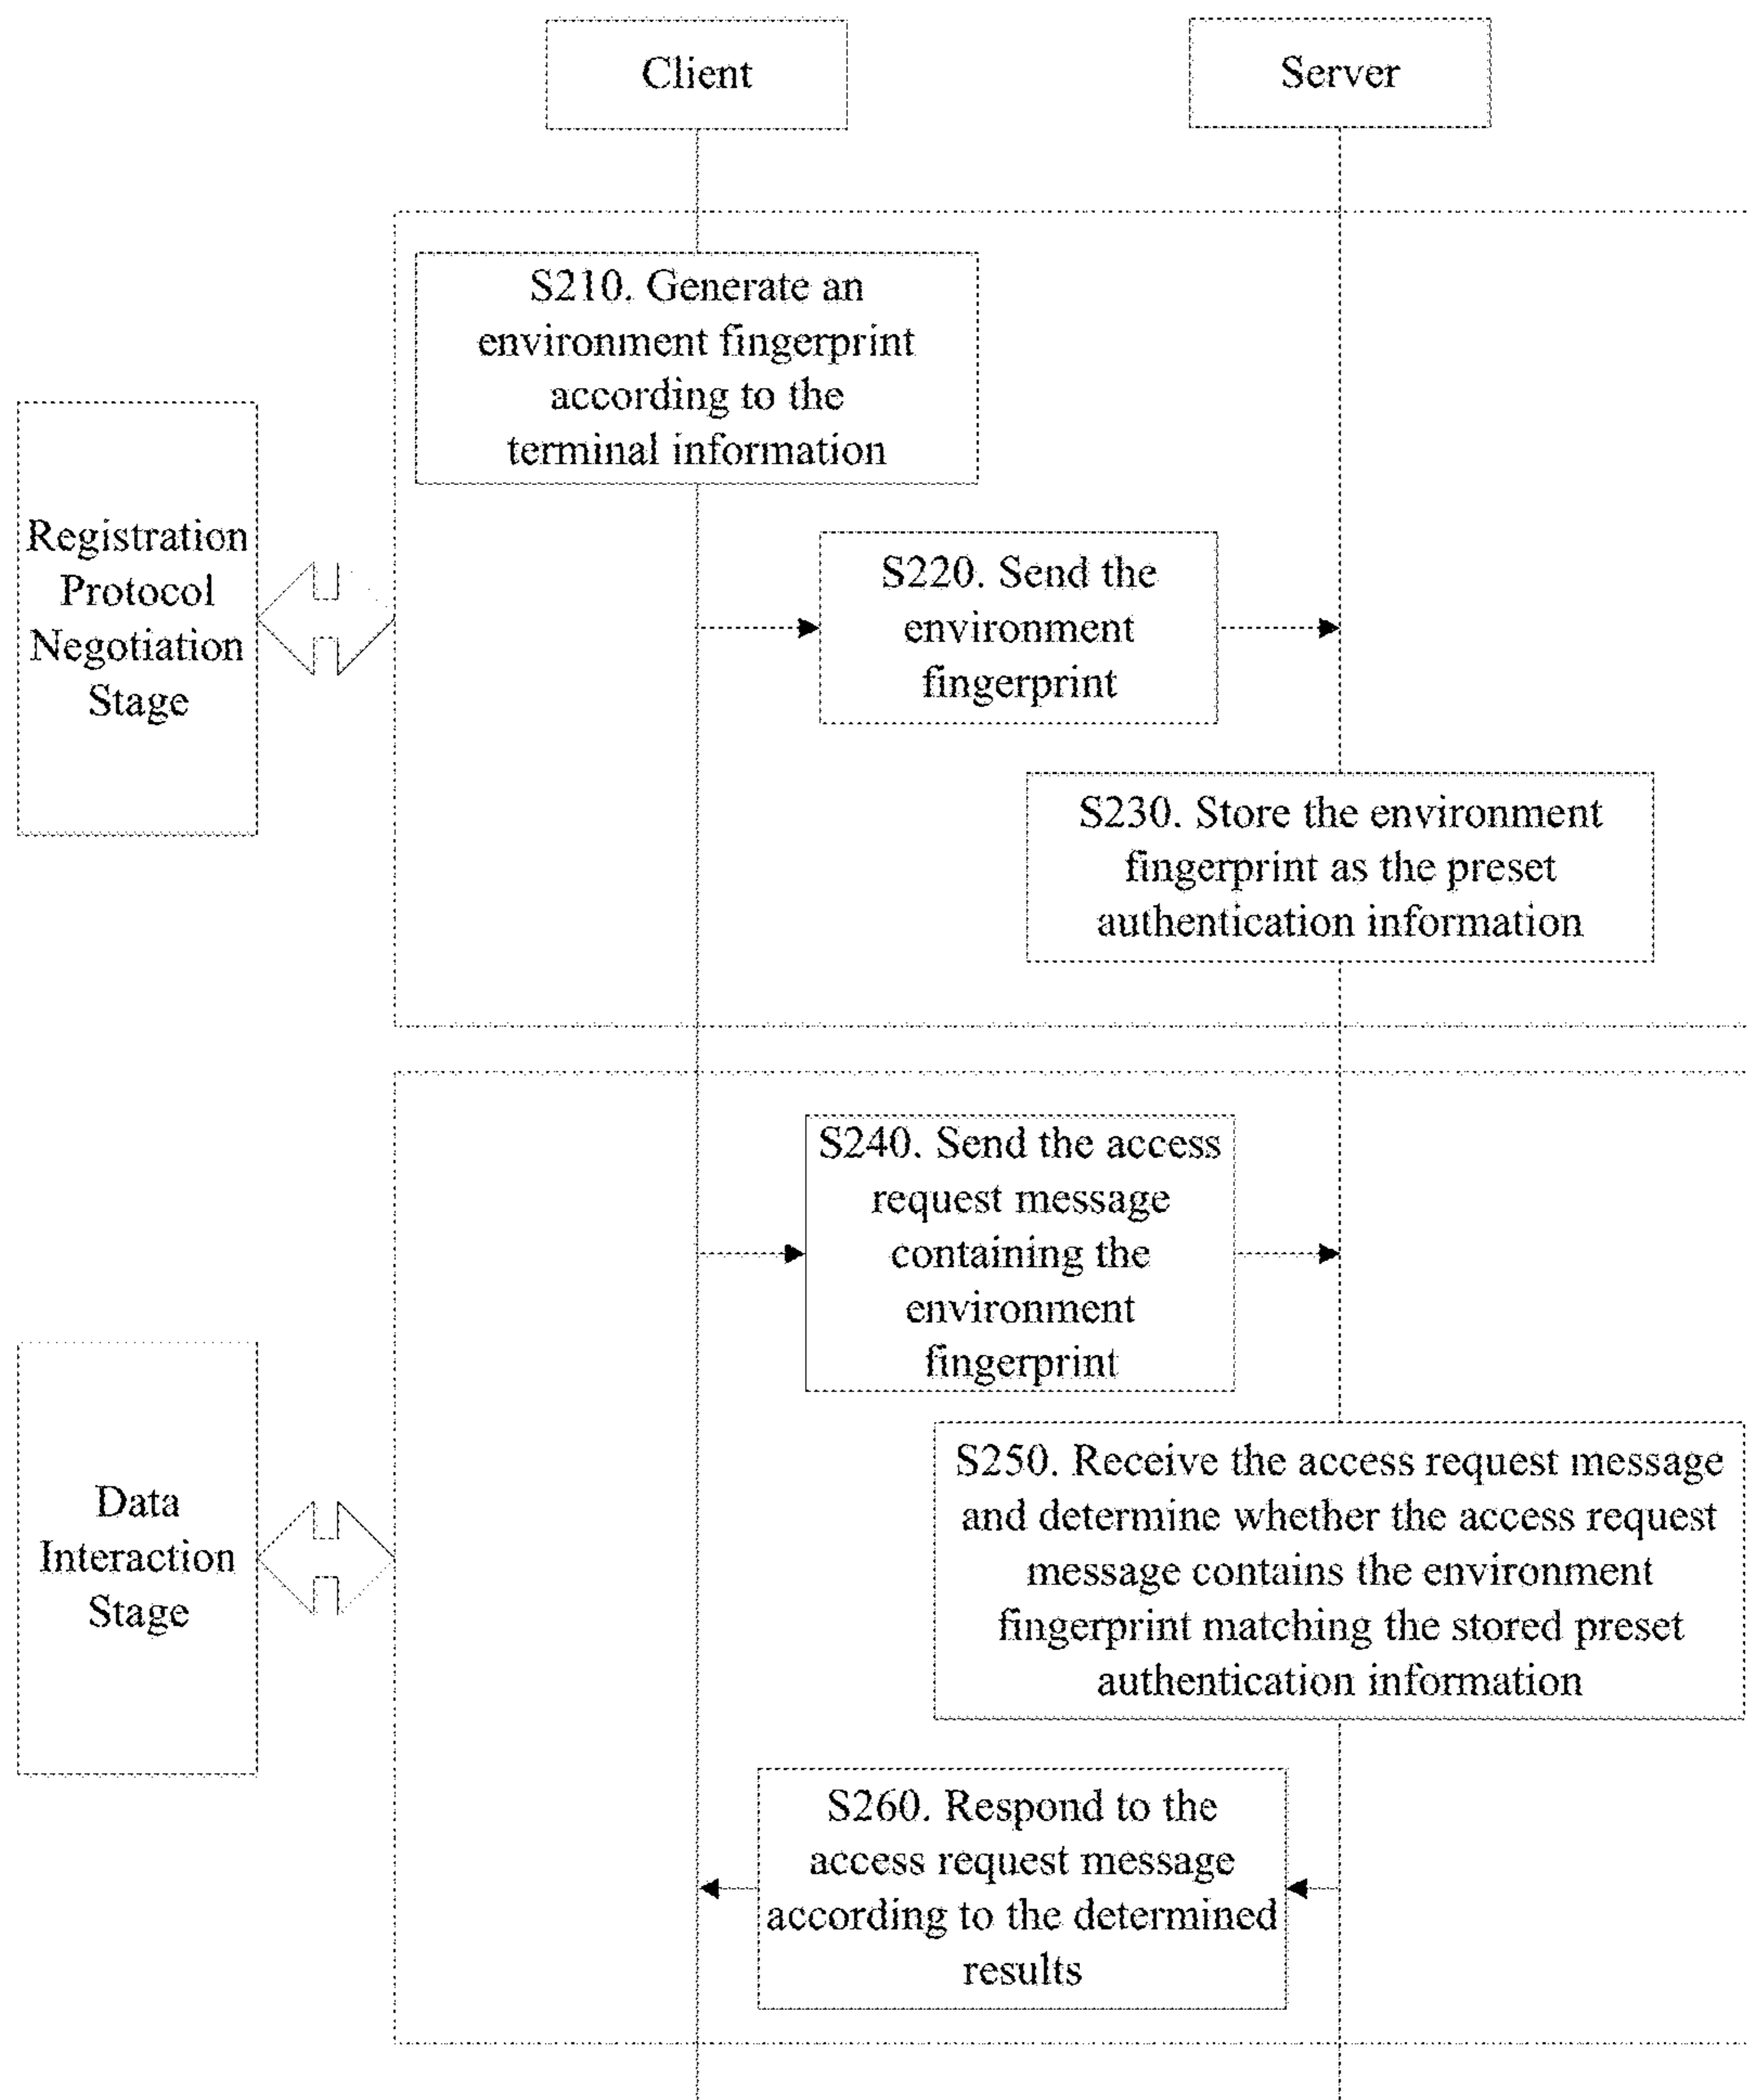 Client
Server
S210. Generate an
environment fingerprint
according to the
terminal information
Registration
Protocol
Negotiation
Stage
S220. Send the
environment
fingerprint
S230. Store the environment
fingerprint as the preset
authentication information
S240. Send the access
request message
containing the
environment
fingerprint
Data
Interaction
Stage
S250. Receive the access request message
and determine whether the access request
message contains the environment
fingerprint matching the stored preset
authentication information
S260. Respond to the
access request message
according to the determined
results